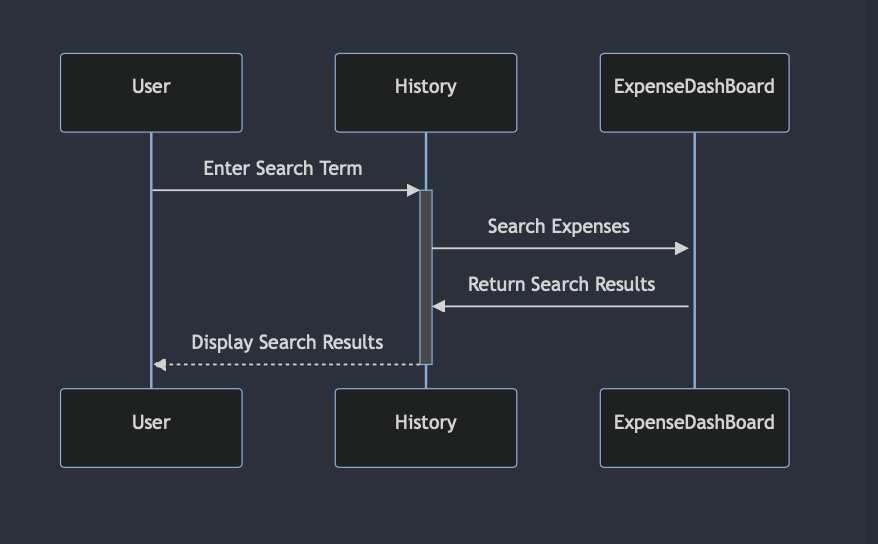 User
History
ExpenseDashBoard
Enter Search Term
Search Expenses
Return Search Results
Display Search Results
User
History
ExpenseDashBoard